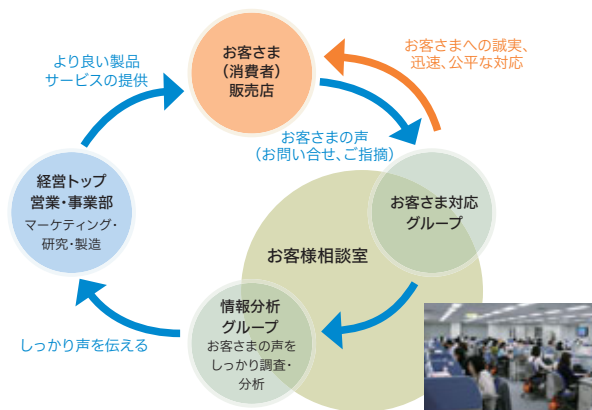 お客さま
（消費者）
販売店
お客さまへの誠実、
迅速、公平な対応
より良い製品
サービスの提供
お客さまの声
（お問い合せ、ご指摘）
経営トップ
営業・事業部
マーケティング・
研究・製造
お客さま対応
グループ
お客様相談室
情報分析
グループ
お客さまの声を
しっかり調査・
分析
しっかり声を伝える